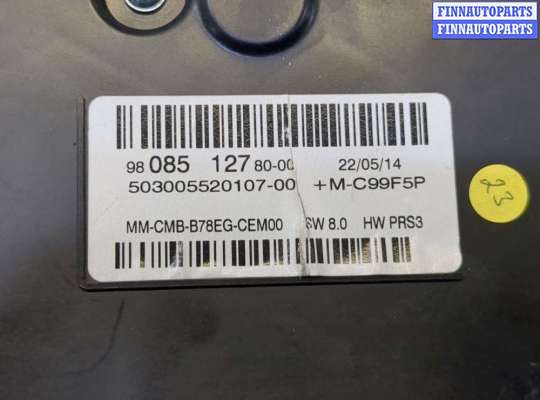 FINNAUTOPARTS
FINNAUTOPARTS
98 085 127 80-00 22/05/14
503005520107-00 +M-C99F5P
MM-CMB-B78EG-CEM00 SW 8.0 HW PRS3
23